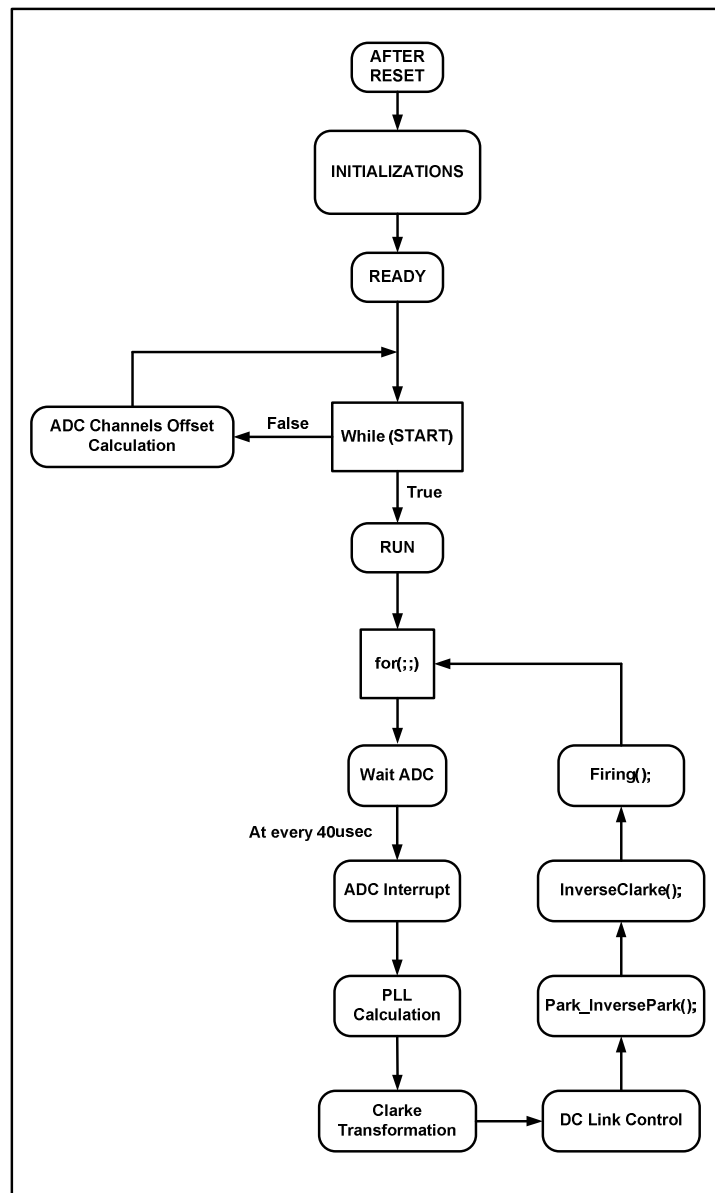 AFTER
RESET
INITIALIZATIONS
READY
ADC Channels Offset
Calculation
False
While (START)
True
RUN
for(;;)
Wait ADC
At every 40usec
ADC Interrupt
PLL
Calculation
Clarke
Transformation
DC Link Control
Park_InversePark();
InverseClarke();
Firing();